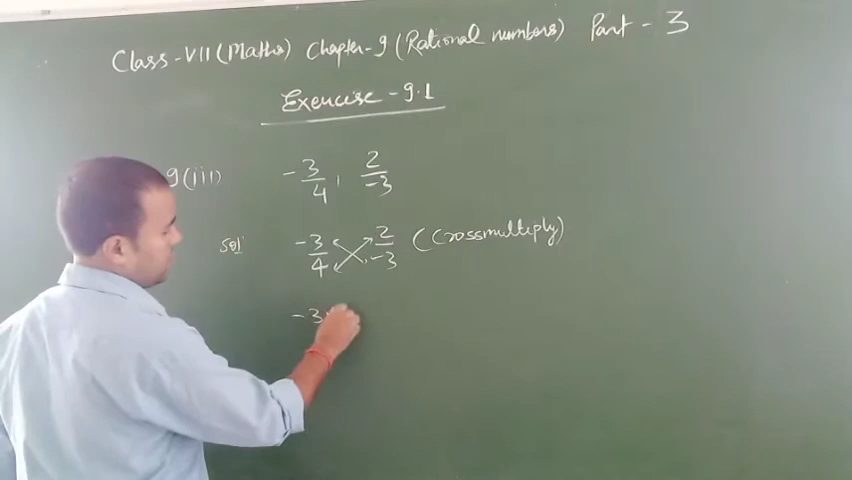 Class-VII (Maths) Chapter-9 (Rational numbers) Part - 3
Exercise - 9.1
9(iii) -3/4, 2/-3
Sol -3/4 2/-3 (Crossmultiply)
-3